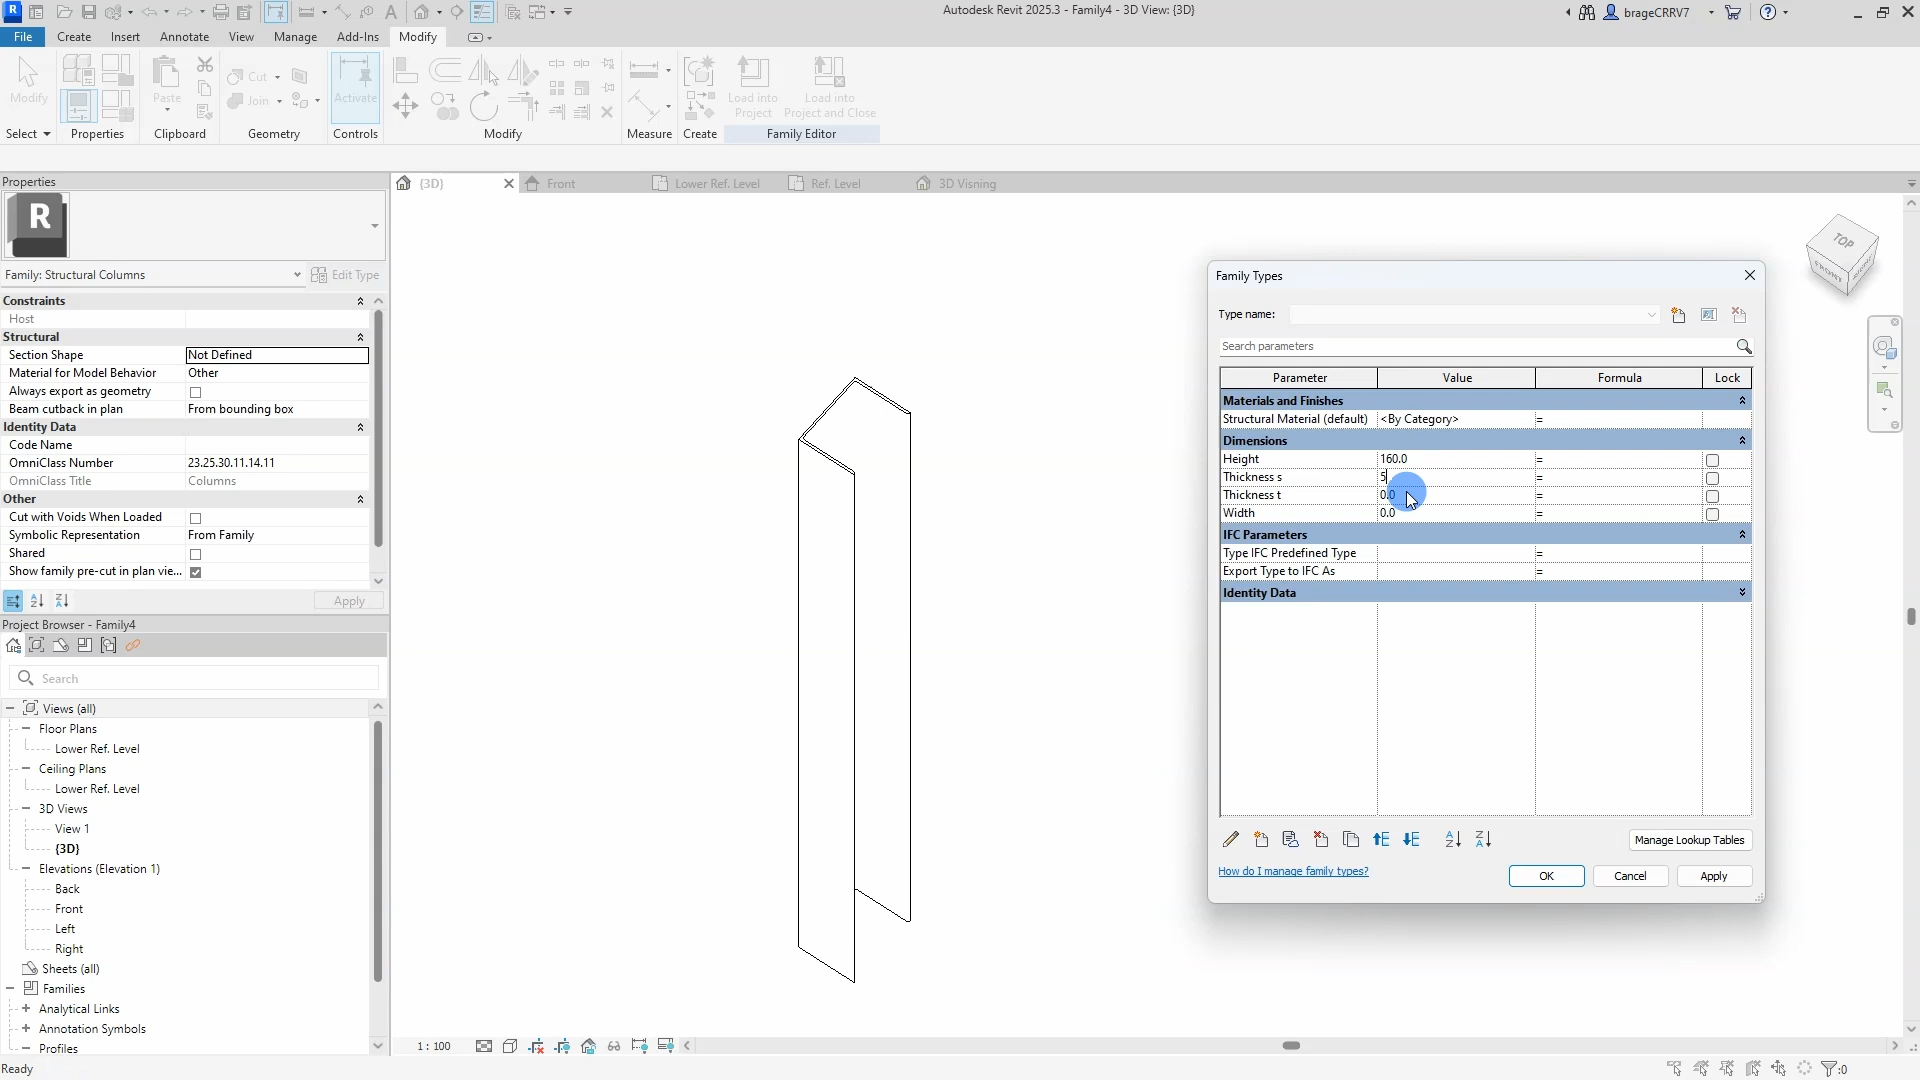 Autodesk Revit 2025.3 - Family4 - 3D View: {3D}
brageCRRV7
File
Create
Insert
Annotate
View
Manage
Add-Ins
Modify
Modify
Paste
Cut
Join
Activate
Load into
Project
Load into
Project and Close
Select
Properties
Clipboard
Geometry
Controls
Modify
Measure
Create
Family Editor
Properties
R
Family: Structural Columns
Edit Type
Constraints
Host
Structural
Section Shape Not Defined
Material for Model Behavior Other
Always export as geometry
Beam cutback in plan From bounding box
Identity Data
Code Name
OmniClass Number 23.25.30.11.14.11
OmniClass Title Columns
Other
Cut with Voids When Loaded
Symbolic Representation From Family
Shared
Show family pre-cut in plan vie...
Apply
Project Browser - Family4
Search
Views (all)
Floor Plans
Lower Ref. Level
Ceiling Plans
Lower Ref. Level
3D Views
View 1
{3D}
Elevations (Elevation 1)
Back
Front
Left
Right
Sheets (all)
Families
Analytical Links
Annotation Symbols
Profiles
Ready
{3D}
Front
Lower Ref. Level
Ref. Level
3D Visning
TOP
FRONT
1 : 100
Family Types
Type name:
Search parameters
Parameter Value Formula Lock
Materials and Finishes
Structural Material (default) <By Category> =
Dimensions
Height 160.0 =
Thickness s 5 =
Thickness t 0.0 =
Width 0.0 =
IFC Parameters
Type IFC Predefined Type =
Export Type to IFC As =
Identity Data
Manage Lookup Tables
How do I manage family types?
OK
Cancel
Apply
:0